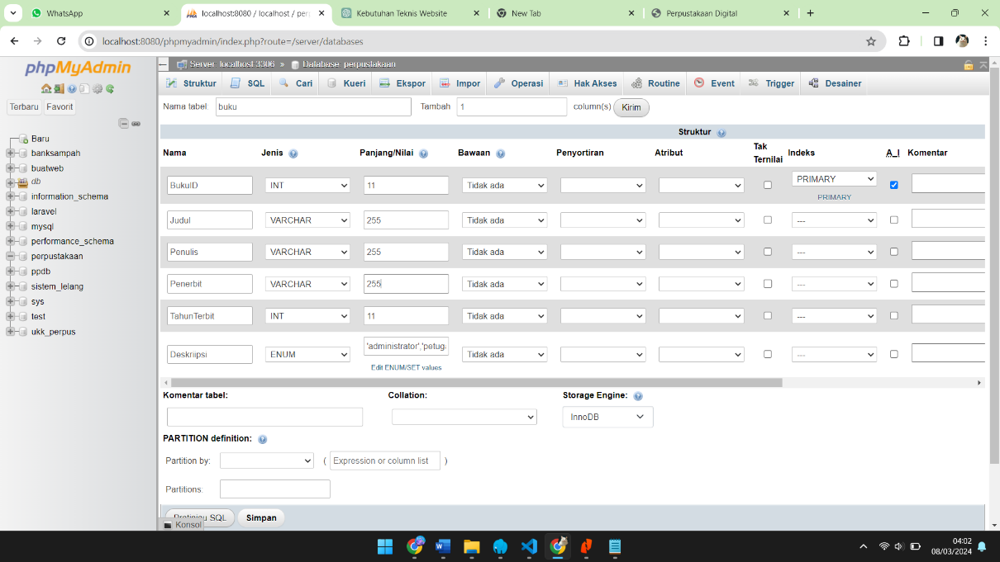 WhatsApp
localhost:8080 / localhost / perp
Kebutuhan Teknis Website
New Tab
Perpustakaan Digital
localhost:8080/phpmyadmin/index.php?route=/server/databases
phpMyAdmin
Terbaru Favorit
Baru
banksampah
buatweb
db
information_schema
laravel
mysql
performance_schema
perpustakaan
ppdb
sistem_lelang
sys
test
ukk_perpus
Server: localhost:3306 » Database: perpustakaan
Struktur SQL Cari Kueri Ekspor Impor Operasi Hak Akses Routine Event Trigger Desainer
Nama tabel: buku Tambah 1 column(s) Kirim
Struktur
Nama Jenis Panjang/Nilai Bawaan Penyortiran Atribut Tak Ternilai Indeks A_I Komentar
BukuID INT 11 Tidak ada PRIMARY
PRIMARY
Judul VARCHAR 255 Tidak ada ---
Penulis VARCHAR 255 Tidak ada ---
Penerbit VARCHAR 255 Tidak ada ---
TahunTerbit INT 11 Tidak ada ---
Deskriipsi ENUM 'administrator','petuga Tidak ada ---
Edit ENUM/SET values
Komentar tabel: Collation: Storage Engine:
InnoDB
PARTITION definition:
Partition by: ( Expression or column list )
Partitions:
Pratinjau SQL Simpan
Konsol
04:02
08/03/2024